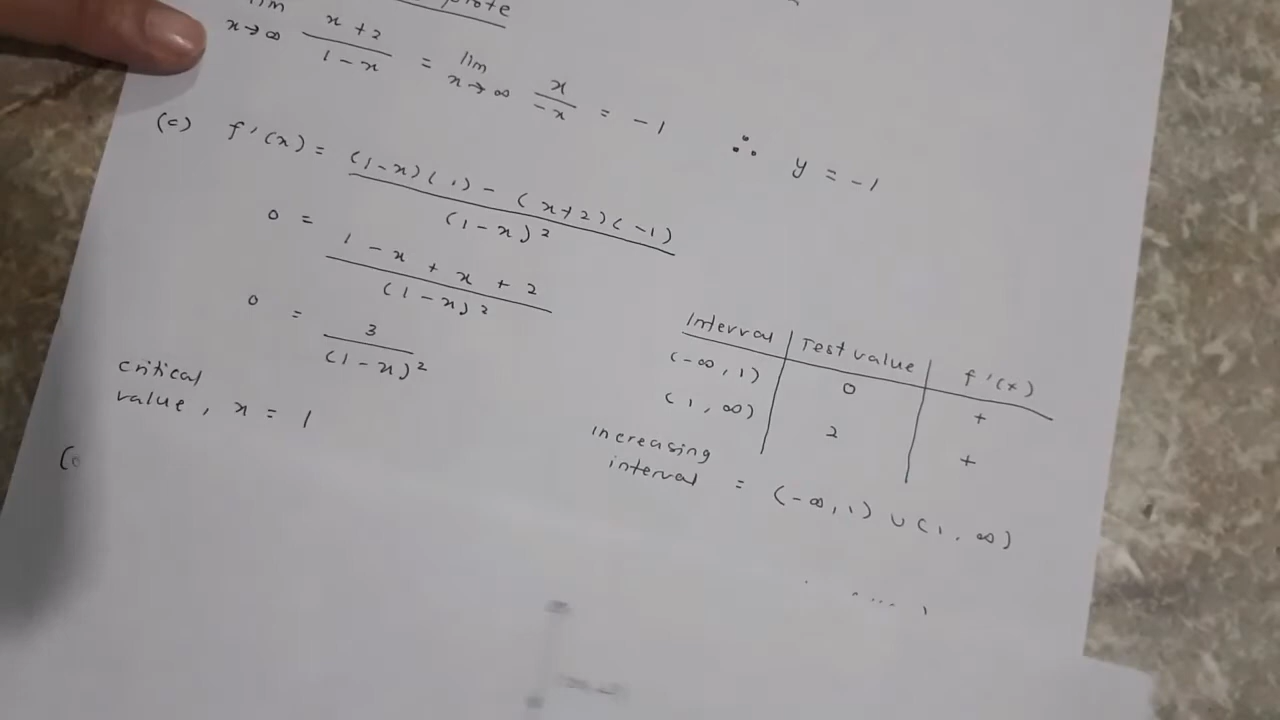 lim x→∞ x+2 / 1-x = lim x→∞ x / -x = -1 ∴ y = -1
(c) f'(x) = (1-x)(1) - (x+2)(-1) / (1-x)²
0 = 1 - x + x + 2 / (1-x)²
0 = 3 / (1-x)²
critical
value, x = 1
Interval | Test value | f'(x)
(-∞, 1) | 0 | +
(1, ∞) | 2 | +
Increasing
interval = (-∞, 1) ∪ (1, ∞)